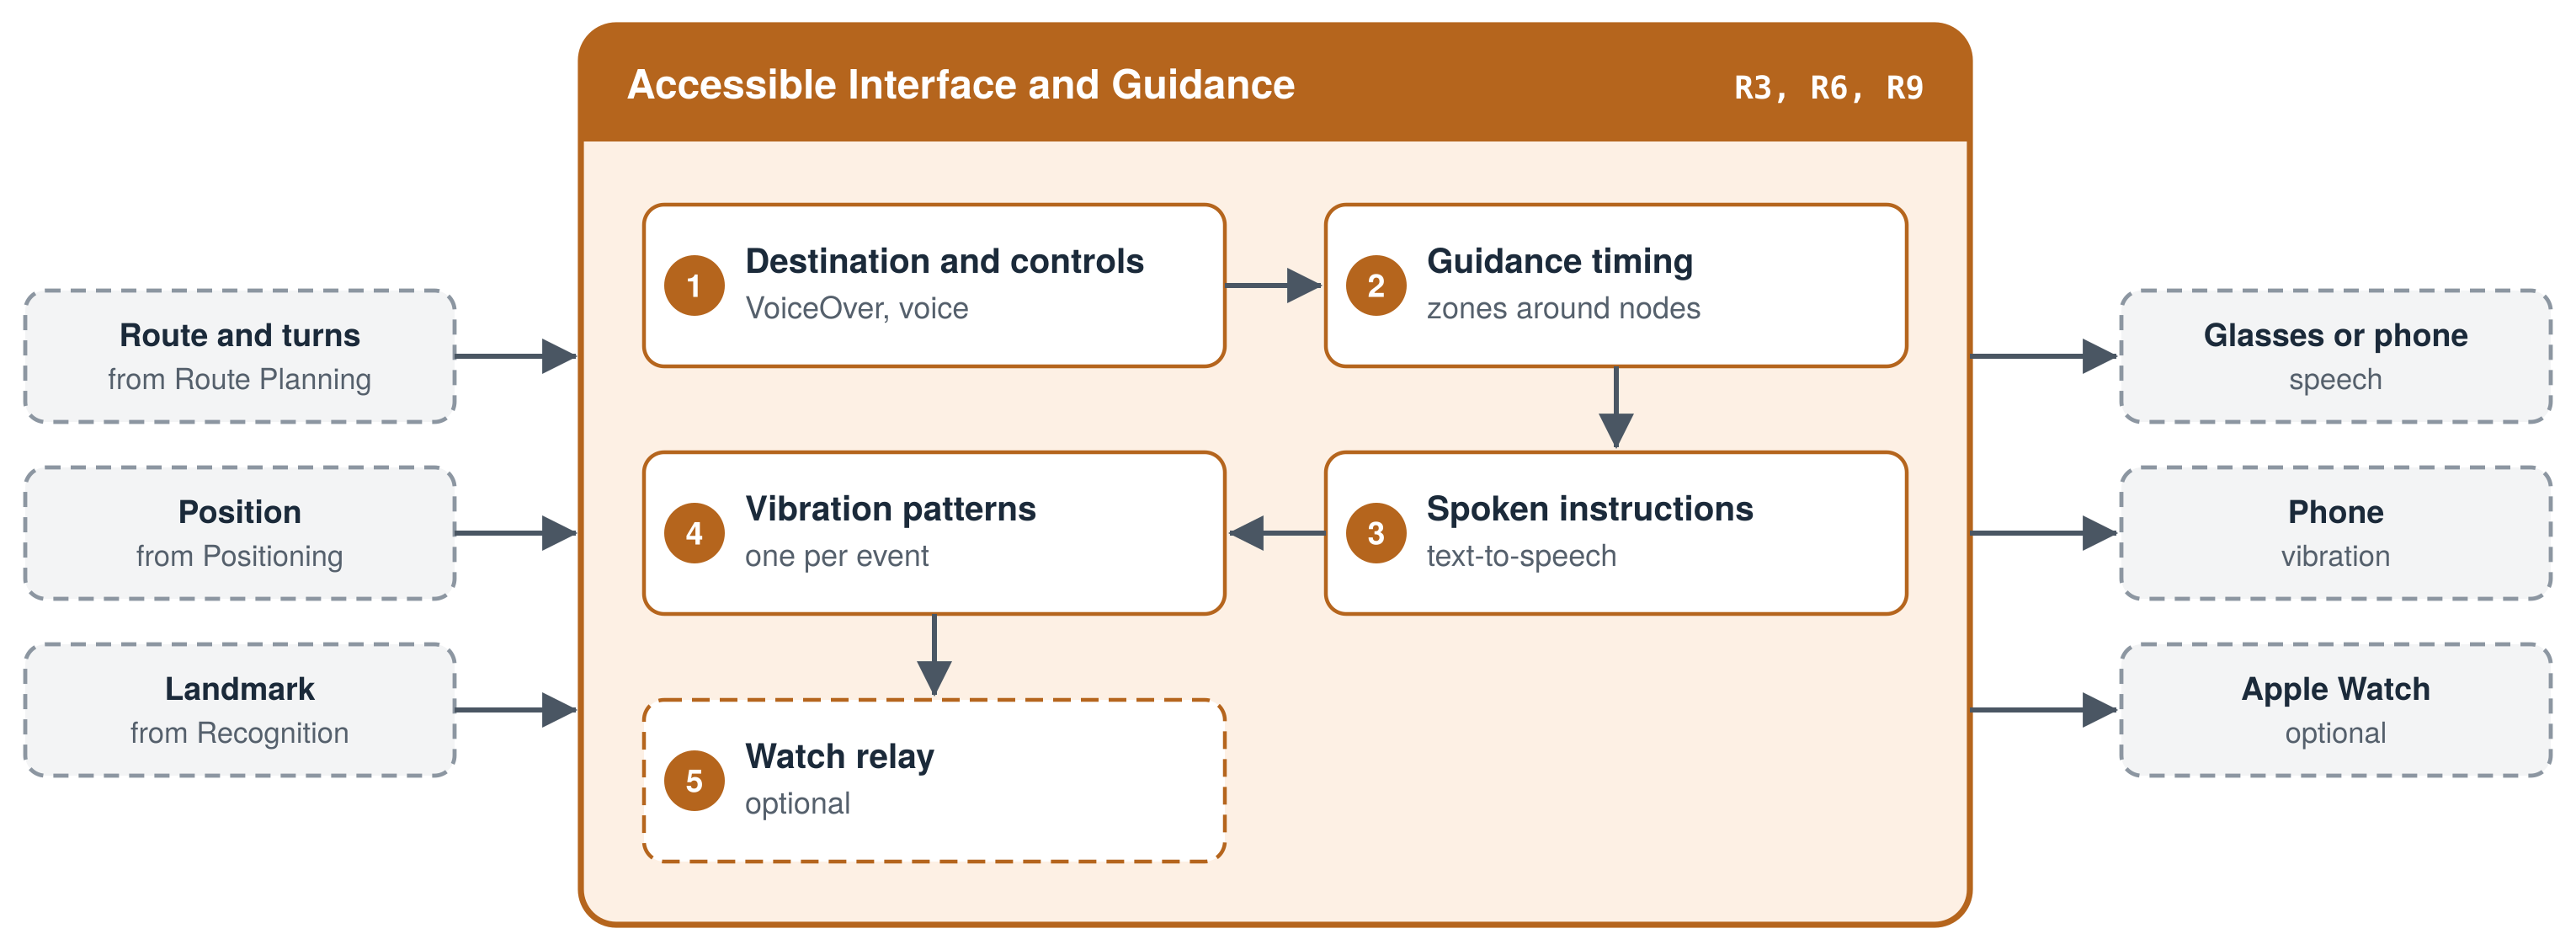 Accessible Interface and Guidance
R3, R6, R9
Route and turns
from Route Planning
Position
from Positioning
Landmark
from Recognition
1
Destination and controls
VoiceOver, voice
2
Guidance timing
zones around nodes
3
Spoken instructions
text-to-speech
4
Vibration patterns
one per event
5
Watch relay
optional
Glasses or phone
speech
Phone
vibration
Apple Watch
optional